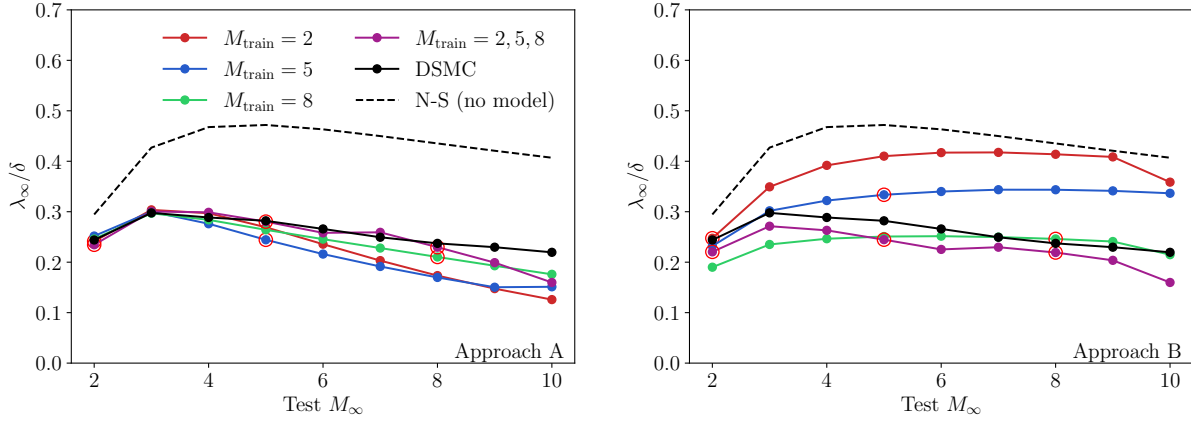 0.7
0.6
0.5
0.4
0.3
0.2
0.1
0.0
λ∞/δ
M_train = 2
M_train = 5
M_train = 8
M_train = 2, 5, 8
DSMC
N-S (no model)
Approach A
2 4 6 8 10
Test M∞
0.7
0.6
0.5
0.4
0.3
0.2
0.1
0.0
λ∞/δ
Approach B
2 4 6 8 10
Test M∞